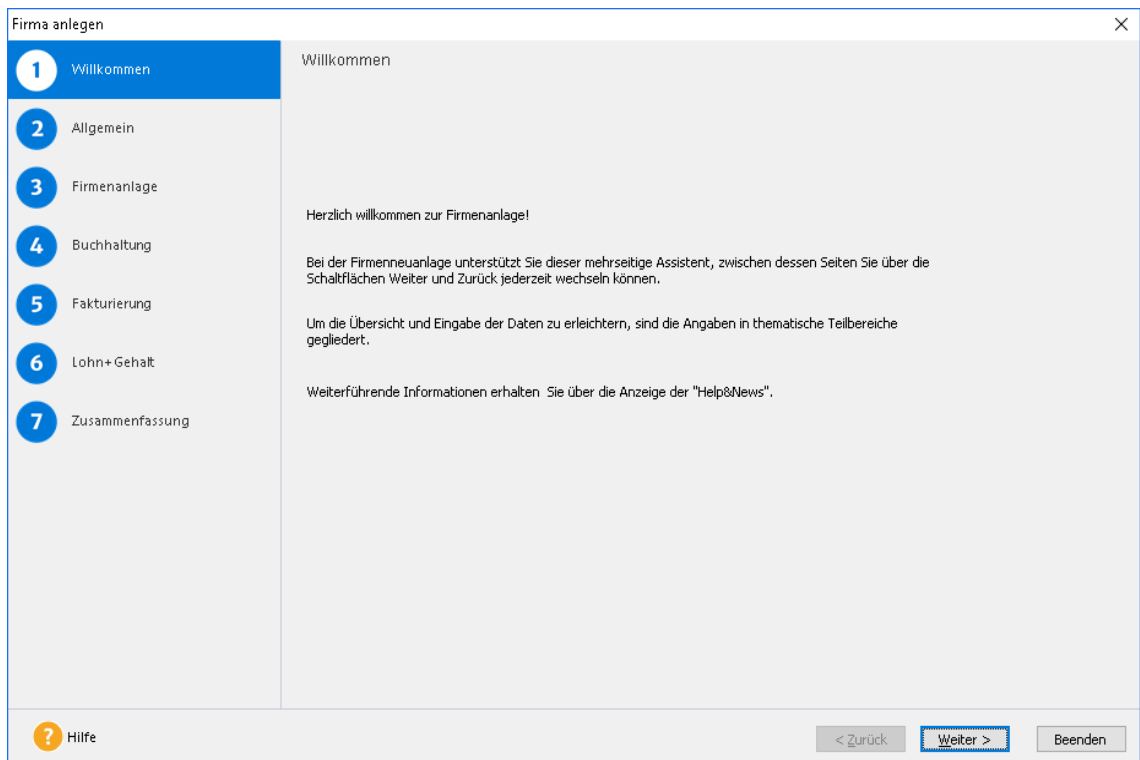 Firma anlegen
1 Willkommen
2 Allgemein
3 Firmenanlage
4 Buchhaltung
5 Fakturierung
6 Lohn+Gehalt
7 Zusammenfassung
Willkommen
Herzlich willkommen zur Firmenanlage!
Bei der Firmenneuanlage unterstützt Sie dieser mehrseitige Assistent, zwischen dessen Seiten Sie über die
Schaltflächen Weiter und Zurück jederzeit wechseln können.
Um die Übersicht und Eingabe der Daten zu erleichtern, sind die Angaben in thematische Teilbereiche
gegliedert.
Weiterführende Informationen erhalten Sie über die Anzeige der "Help&News".
? Hilfe
< Zurück
Weiter >
Beenden